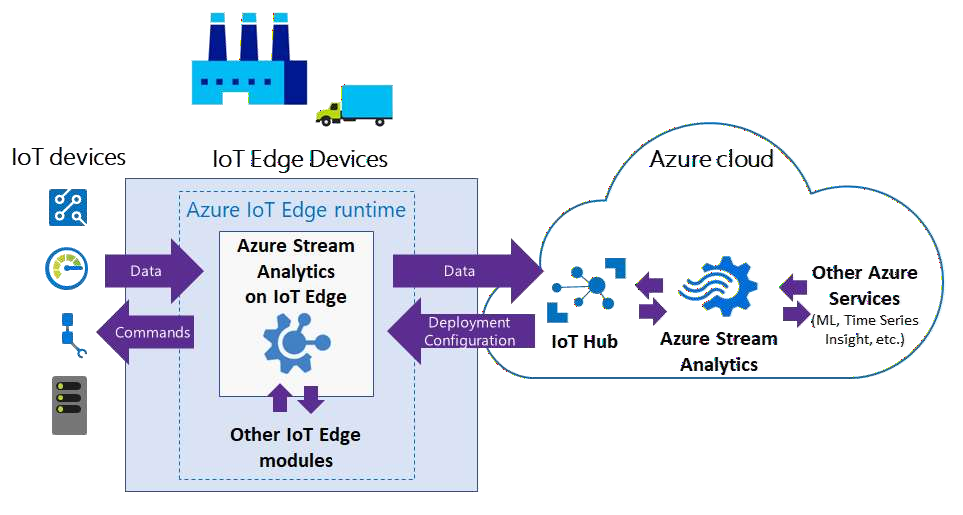 IoT devices
IoT Edge Devices
Azure cloud
Azure IoT Edge runtime
Azure Stream
Analytics
on IoT Edge
Data
Commands
Other IoT Edge
modules
Data
Deployment
Configuration
IoT Hub
Azure Stream
Analytics
Other Azure
Services
(ML, Time Series
Insight, etc.)